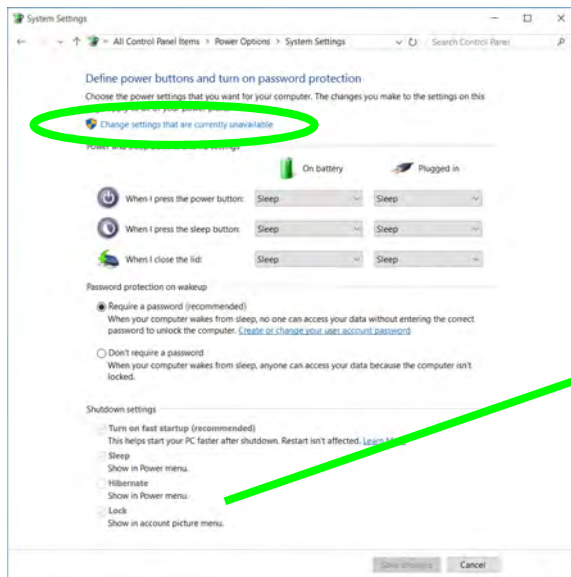 System Settings
All Control Panel Items > Power Options > System Settings
Search Control Panel
Define power buttons and turn on password protection
Choose the power settings that you want for your computer. The changes you make to the settings on this
Change settings that are currently unavailable
On battery Plugged in
When I press the power button: Sleep Sleep
When I press the sleep button: Sleep Sleep
When I close the lid: Sleep Sleep
Password protection on wakeup
Require a password (recommended)
When your computer wakes from sleep, no one can access your data without entering the correct
password to unlock the computer. Create or change your user account password
Don't require a password
When your computer wakes from sleep, anyone can access your data because the computer isn't
locked.
Shutdown settings
Turn on fast startup (recommended)
This helps start your PC faster after shutdown. Restart isn't affected.
Sleep
Show in Power menu.
Hibernate
Show in Power menu.
Lock
Show in account picture menu.
Save changes Cancel